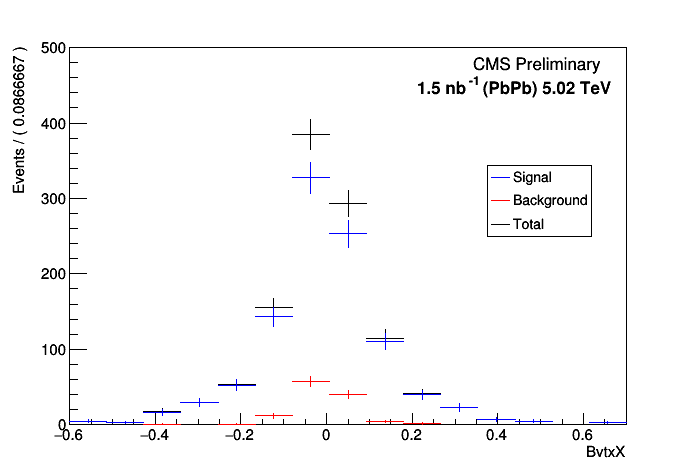 CMS Preliminary
1.5 nb-1 (PbPb) 5.02 TeV
Events / ( 0.0866667 )
500
400
300
200
100
0
Signal
Background
Total
−0.6 −0.4 −0.2 0 0.2 0.4 0.6
BvtxX